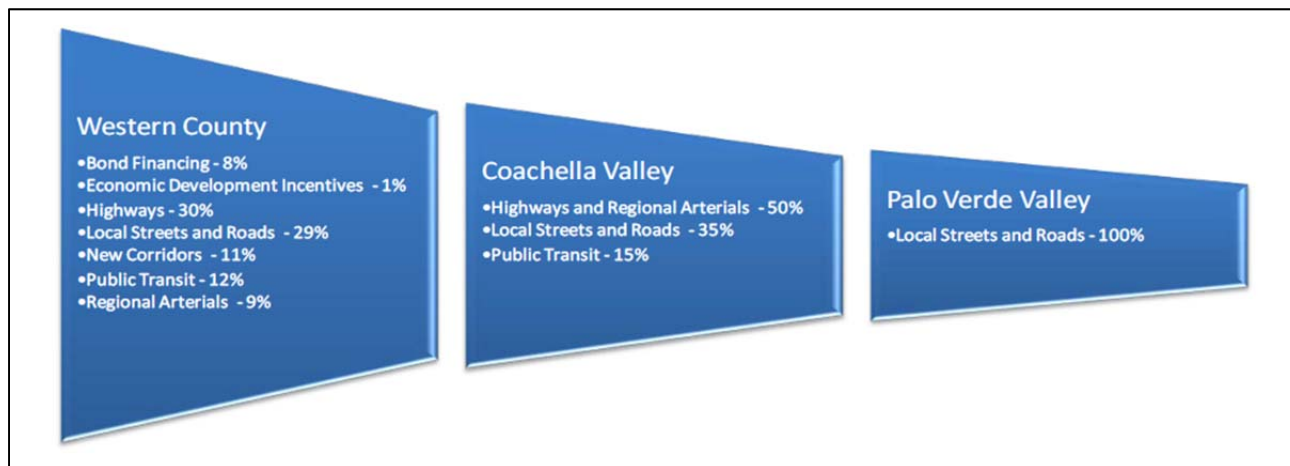 Western County
•Bond Financing - 8%
•Economic Development Incentives - 1%
•Highways - 30%
•Local Streets and Roads - 29%
•New Corridors - 11%
•Public Transit - 12%
•Regional Arterials - 9%
Coachella Valley
•Highways and Regional Arterials - 50%
•Local Streets and Roads - 35%
•Public Transit - 15%
Palo Verde Valley
•Local Streets and Roads - 100%